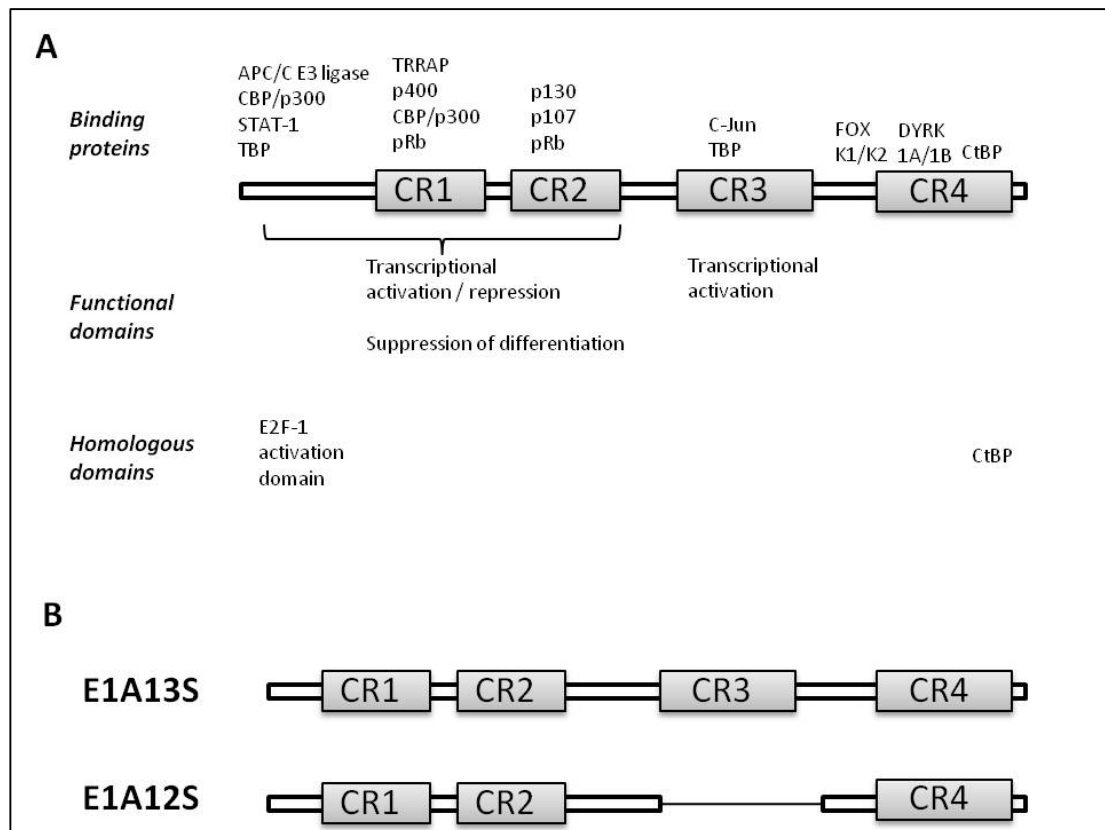 A
Binding
proteins
APC/C E3 ligase
CBP/p300
STAT-1
TBP
TRRAP
p400
CBP/p300
pRb
p130
p107
pRb
C-Jun
TBP
FOX
K1/K2
DYRK
1A/1B
CtBP
CR1
CR2
CR3
CR4
Functional
domains
Transcriptional
activation / repression
Suppression of differentiation
Transcriptional
activation
Homologous
domains
E2F-1
activation
domain
CtBP
B
E1A13S
CR1
CR2
CR3
CR4
E1A12S
CR1
CR2
CR4